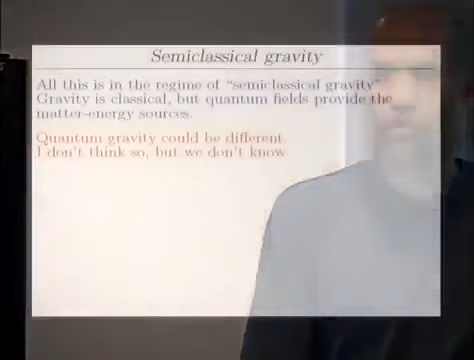 Semiclassical gravity
All this is in the regime of “semiclassical gravity”
Gravity is classical, but quantum fields provide the
matter-energy sources.
Quantum gravity could be different.
I don't think so, but we don't know